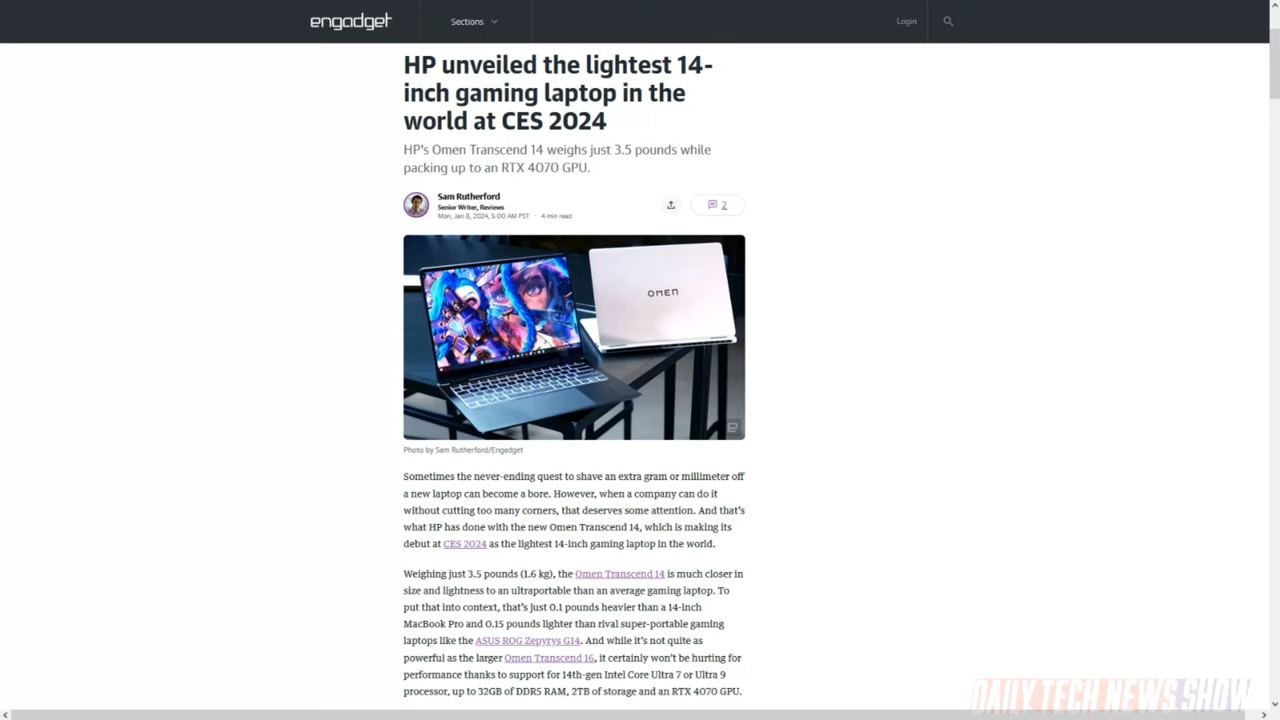 engadget
Sections
Login
HP unveiled the lightest 14-
inch gaming laptop in the
world at CES 2024
HP's Omen Transcend 14 weighs just 3.5 pounds while
packing up to an RTX 4070 GPU.
Sam Rutherford
Senior Writer, Reviews
Mon, Jan 8, 2024, 5:00 AM PST · 4 min read
2
OMEN
Photo by Sam Rutherford/Engadget
Sometimes the never-ending quest to shave an extra gram or millimeter off
a new laptop can become a bore. However, when a company can do it
without cutting too many corners, that deserves some attention. And that's
what HP has done with the new Omen Transcend 14, which is making its
debut at CES 2024 as the lightest 14-inch gaming laptop in the world.
Weighing just 3.5 pounds (1.6 kg), the Omen Transcend 14 is much closer in
size and lightness to an ultraportable than an average gaming laptop. To
put that into context, that's just 0.1 pounds heavier than a 14-inch
MacBook Pro and 0.15 pounds lighter than rival super-portable gaming
laptops like the ASUS ROG Zepyrys G14. And while it's not quite as
powerful as the larger Omen Transcend 16, it certainly won't be hurting for
performance thanks to support for 14th-gen Intel Core Ultra 7 or Ultra 9
processor, up to 32GB of DDR5 RAM, 2TB of storage and an RTX 4070 GPU.
DAILY TECH NEWS SHOW